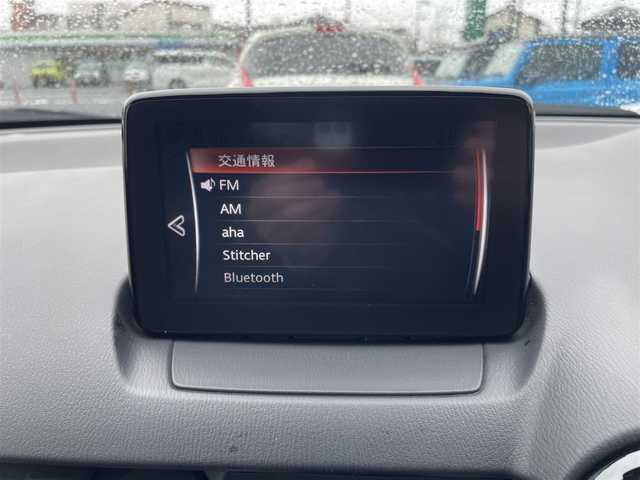 交通情報
FM
AM
aha
Stitcher
Bluetooth